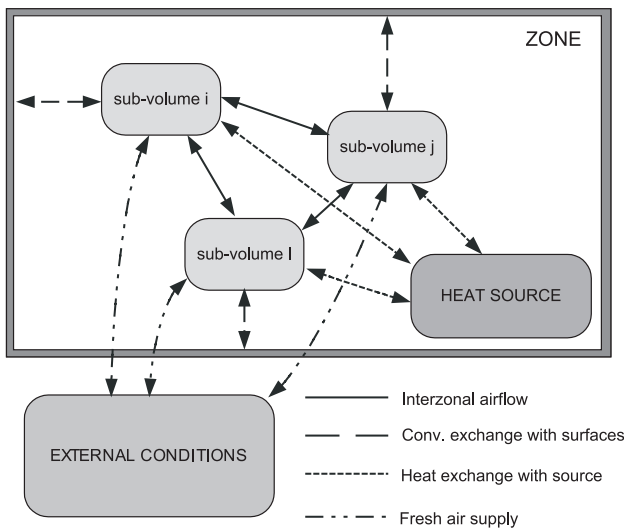 ZONE
sub-volume i
sub-volume j
sub-volume l
HEAT SOURCE
EXTERNAL CONDITIONS
Interzonal airflow
Conv. exchange with surfaces
Heat exchange with source
Fresh air supply